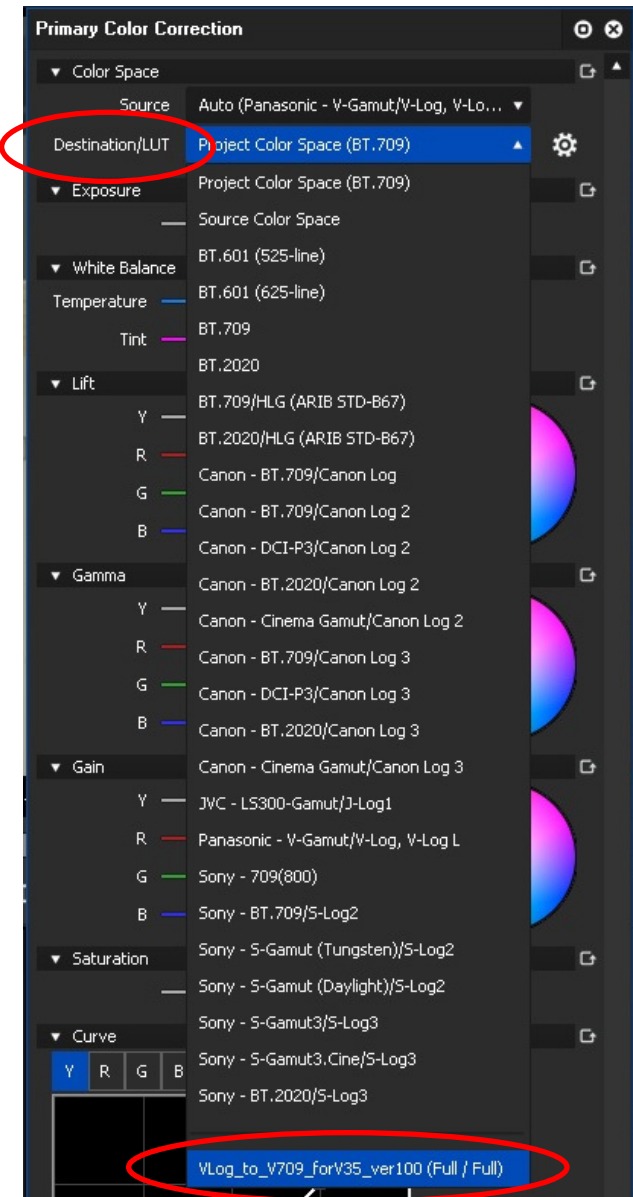 Primary Color Correction
Color Space
Source Auto (Panasonic - V-Gamut/V-Log, V-Lo...
Destination/LUT Project Color Space (BT.709)
Project Color Space (BT.709)
Exposure
Source Color Space
BT.601 (525-line)
White Balance
BT.601 (625-line)
Temperature
BT.709
Tint
BT.2020
Lift
BT.709/HLG (ARIB STD-B67)
Y
BT.2020/HLG (ARIB STD-B67)
R
Canon - BT.709/Canon Log
G
Canon - BT.709/Canon Log 2
B
Canon - DCI-P3/Canon Log 2
Gamma
Canon - BT.2020/Canon Log 2
Y
Canon - Cinema Gamut/Canon Log 2
R
Canon - BT.709/Canon Log 3
G
Canon - DCI-P3/Canon Log 3
B
Canon - BT.2020/Canon Log 3
Gain
Canon - Cinema Gamut/Canon Log 3
Y
JVC - LS300-Gamut/J-Log1
R
Panasonic - V-Gamut/V-Log, V-Log L
G
Sony - 709(800)
B
Sony - BT.709/S-Log2
Saturation
Sony - S-Gamut (Tungsten)/S-Log2
Sony - S-Gamut (Daylight)/S-Log2
Sony - S-Gamut3/S-Log3
Curve
Sony - S-Gamut3.Cine/S-Log3
Y R G B
Sony - BT.2020/S-Log3
VLog_to_V709_forV35_ver100 (Full / Full)